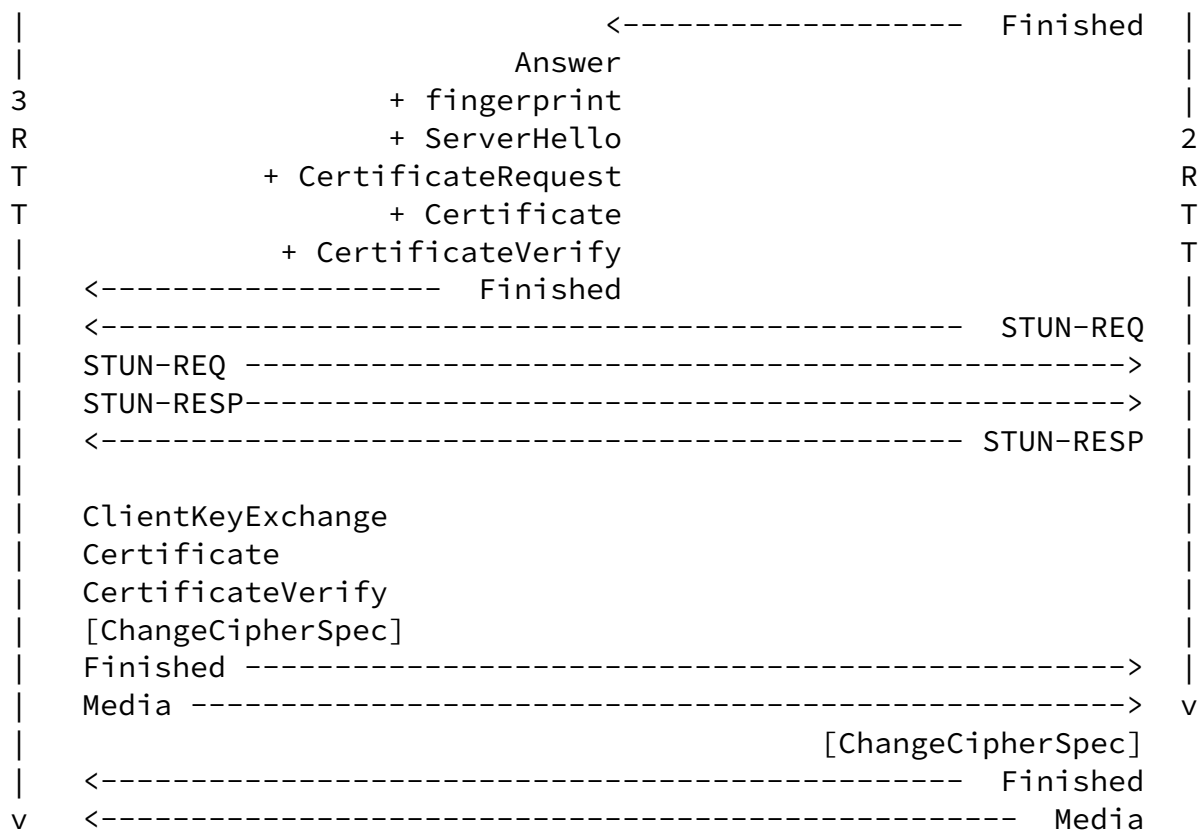 |                                 <-------------------  Finished  |
|                            Answer                               |
3                     + fingerprint                               |
R                     + ServerHello                               2
T              + CertificateRequest                               R
T                     + Certificate                               T
|               + CertificateVerify                               T
|    <-------------------  Finished                               |
|    <------------------------------------------------  STUN-REQ  |
|    STUN-REQ ------------------------------------------------->  |
|    STUN-RESP------------------------------------------------->  |
|    <------------------------------------------------ STUN-RESP  |
|                                                                 |
|    ClientKeyExchange                                            |
|    Certificate                                                  |
|    CertificateVerify                                            |
|    [ChangeCipherSpec]                                           |
|    Finished ------------------------------------------------->  |
|    Media ---------------------------------------------------->  v
|                                             [ChangeCipherSpec]
|    <------------------------------------------------  Finished
v    <---------------------------------------------------  Media